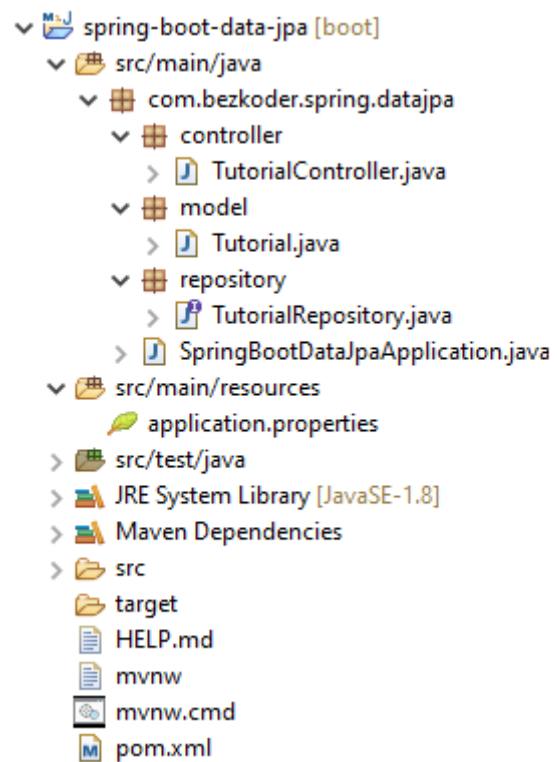 spring-boot-data-jpa [boot]
src/main/java
com.bezkoder.spring.datajpa
controller
TutorialController.java
model
Tutorial.java
repository
TutorialRepository.java
SpringBootDataJpaApplication.java
src/main/resources
application.properties
src/test/java
JRE System Library [JavaSE-1.8]
Maven Dependencies
src
target
HELP.md
mvnw
mvnw.cmd
pom.xml